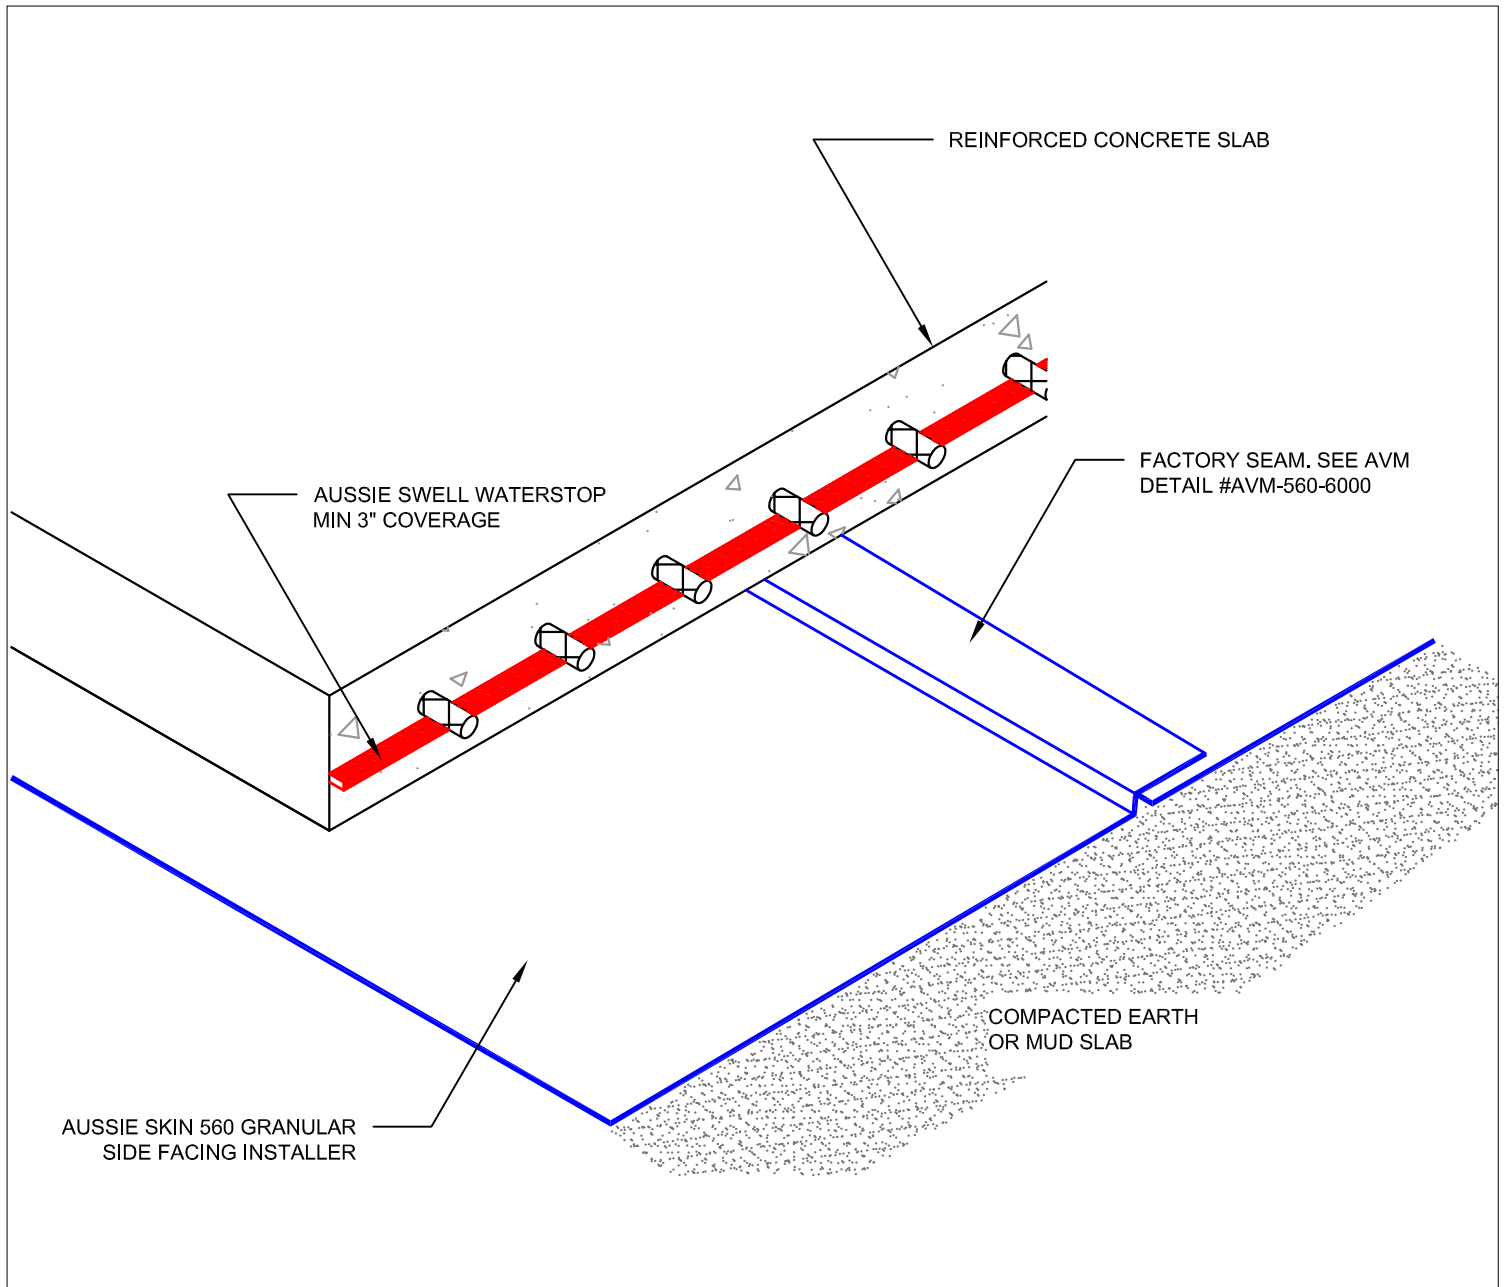 REINFORCED CONCRETE SLAB
FACTORY SEAM. SEE AVM
DETAIL #AVM-560-6000
AUSSIE SWELL WATERSTOP
MIN 3" COVERAGE
COMPACTED EARTH
OR MUD SLAB
AUSSIE SKIN 560 GRANULAR
SIDE FACING INSTALLER